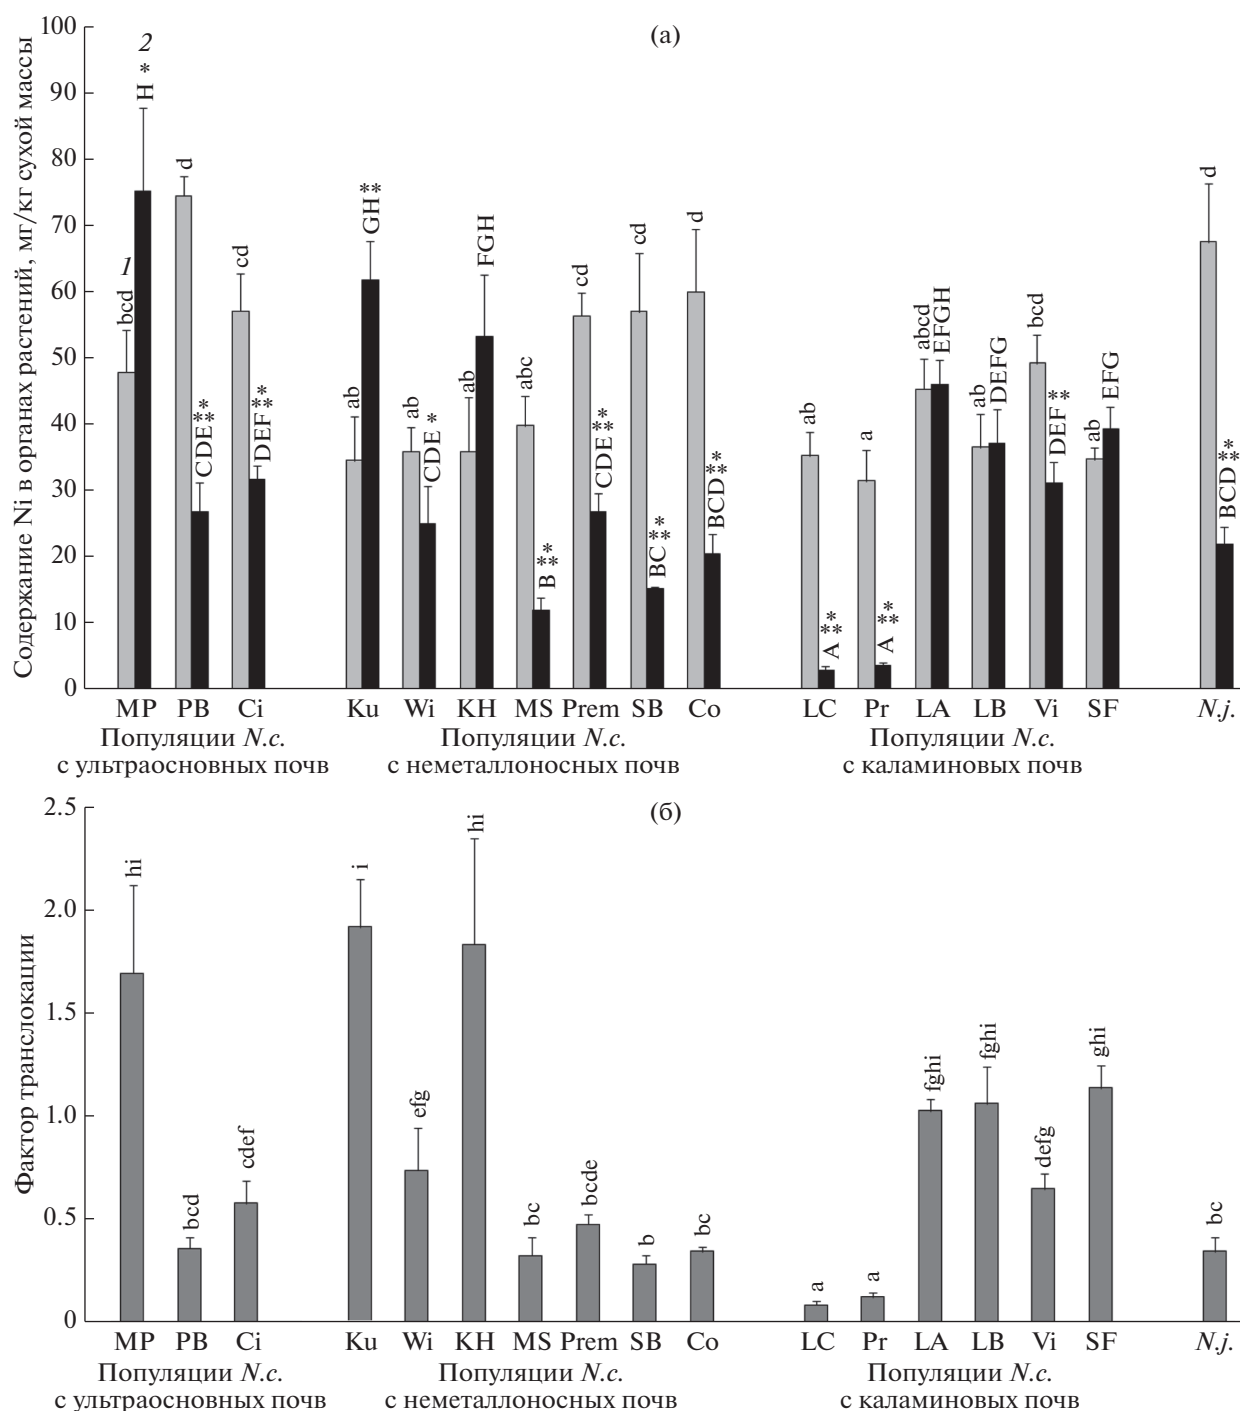 Содержание Ni в органах растений, мг/кг сухой массы
(а)
100
90
80
70
60
50
40
30
20
10
0
1
2
bcd
H *
d
CDE ***
cd
DEF ***
ab
GH**
ab
CDE *
ab
FGH
abc
B ***
cd
CDE ***
cd
BC ***
d
BCD ***
ab
A ***
a
A ***
abcd
EFGH
ab
DEFG
bcd
DEF **
ab
EFG
d
BCD ***
MP PB Ci Ku Wi KH MS Prem SB Co LC Pr LA LB Vi SF N.j.
Популяции N.c. Популяции N.c. Популяции N.c.
с ультраосновных почв с неметаллоносных почв с каламиновых почв
Фактор транслокации
(б)
2.5
2.0
1.5
1.0
0.5
0
hi
bcd
cdef
i
efg
hi
bc
bcde
b
bc
a
a
fghi
fghi
defg
ghi
bc
MP PB Ci Ku Wi KH MS Prem SB Co LC Pr LA LB Vi SF N.j.
Популяции N.c. Популяции N.c. Популяции N.c.
с ультраосновных почв с неметаллоносных почв с каламиновых почв